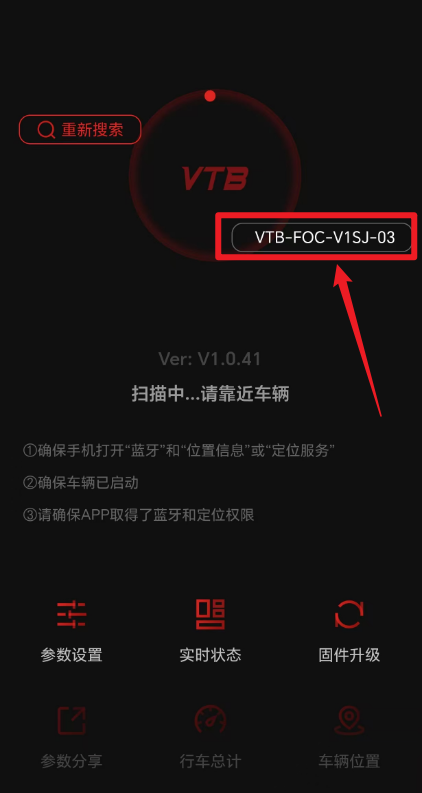 重新搜索
VTB
VTB-FOC-V1SJ-03
Ver: V1.0.41
扫描中...请靠近车辆
①确保手机打开“蓝牙”和“位置信息”或“定位服务”
②确保车辆已启动
③请确保APP取得了蓝牙和定位权限
参数设置 实时状态 固件升级
参数分享 行车总计 车辆位置